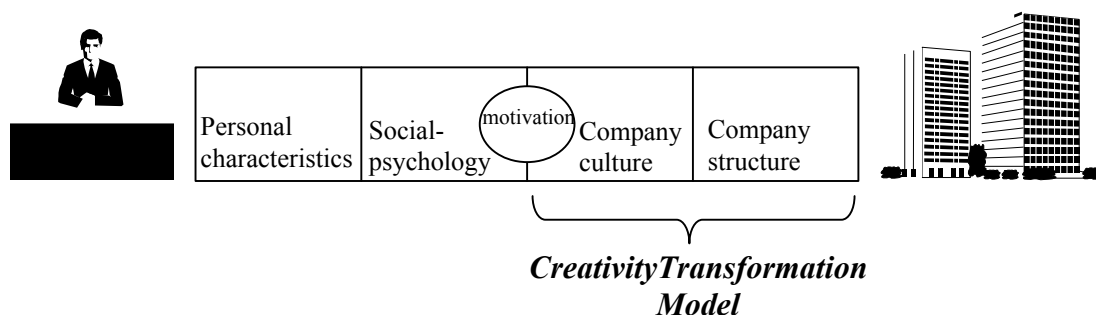 Personal
characteristics
Social-
psychology
motivation
Company
culture
Company
structure
CreativityTransformation
Model